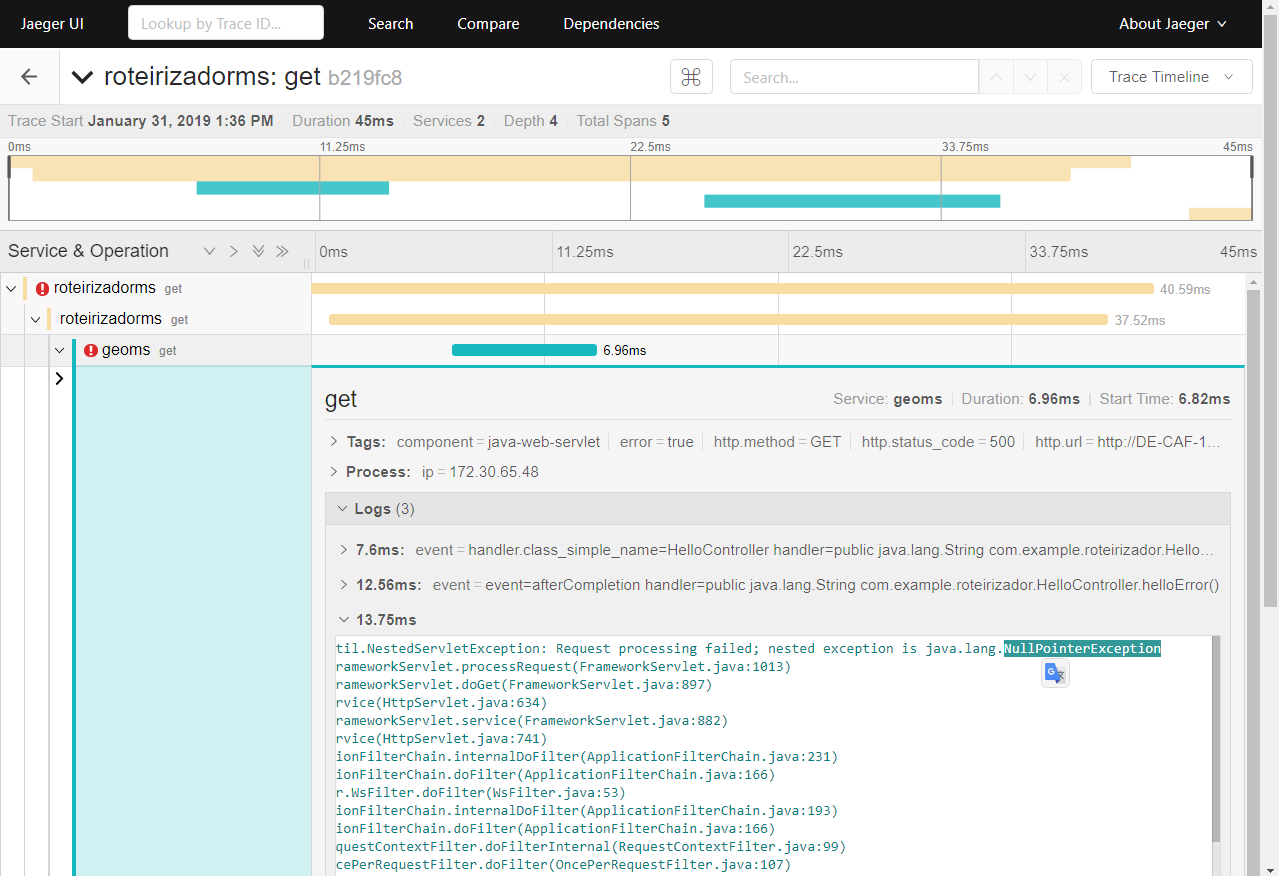 Jaeger UI Lookup by Trace ID... Search Compare Dependencies About Jaeger
roteirizadorms: get b219fc8 ⌘ Search... Trace Timeline
Trace Start January 31, 2019 1:36 PM Duration 45ms Services 2 Depth 4 Total Spans 5
0ms 11.25ms 22.5ms 33.75ms 45ms
Service & Operation 0ms 11.25ms 22.5ms 33.75ms 45ms
roteirizadorms get 40.59ms
roteirizadorms get 37.52ms
geoms get 6.96ms
get Service: geoms Duration: 6.96ms Start Time: 6.82ms
Tags: component = java-web-servlet error = true http.method = GET http.status_code = 500 http.url = http://DE-CAF-1...
Process: ip = 172.30.65.48
Logs (3)
7.6ms: event = handler.class_simple_name=HelloController handler=public java.lang.String com.example.roteirizador.Hello...
12.56ms: event = event=afterCompletion handler=public java.lang.String com.example.roteirizador.HelloController.helloError()
13.75ms
til.NestedServletException: Request processing failed; nested exception is java.lang.NullPointerException
rameworkServlet.processRequest(FrameworkServlet.java:1013)
rameworkServlet.doGet(FrameworkServlet.java:897)
rvice(HttpServlet.java:634)
rameworkServlet.service(FrameworkServlet.java:882)
rvice(HttpServlet.java:741)
ionFilterChain.internalDoFilter(ApplicationFilterChain.java:231)
ionFilterChain.doFilter(ApplicationFilterChain.java:166)
r.WsFilter.doFilter(WsFilter.java:53)
ionFilterChain.internalDoFilter(ApplicationFilterChain.java:193)
ionFilterChain.doFilter(ApplicationFilterChain.java:166)
questContextFilter.doFilterInternal(RequestContextFilter.java:99)
cePerRequestFilter.doFilter(OncePerRequestFilter.java:107)